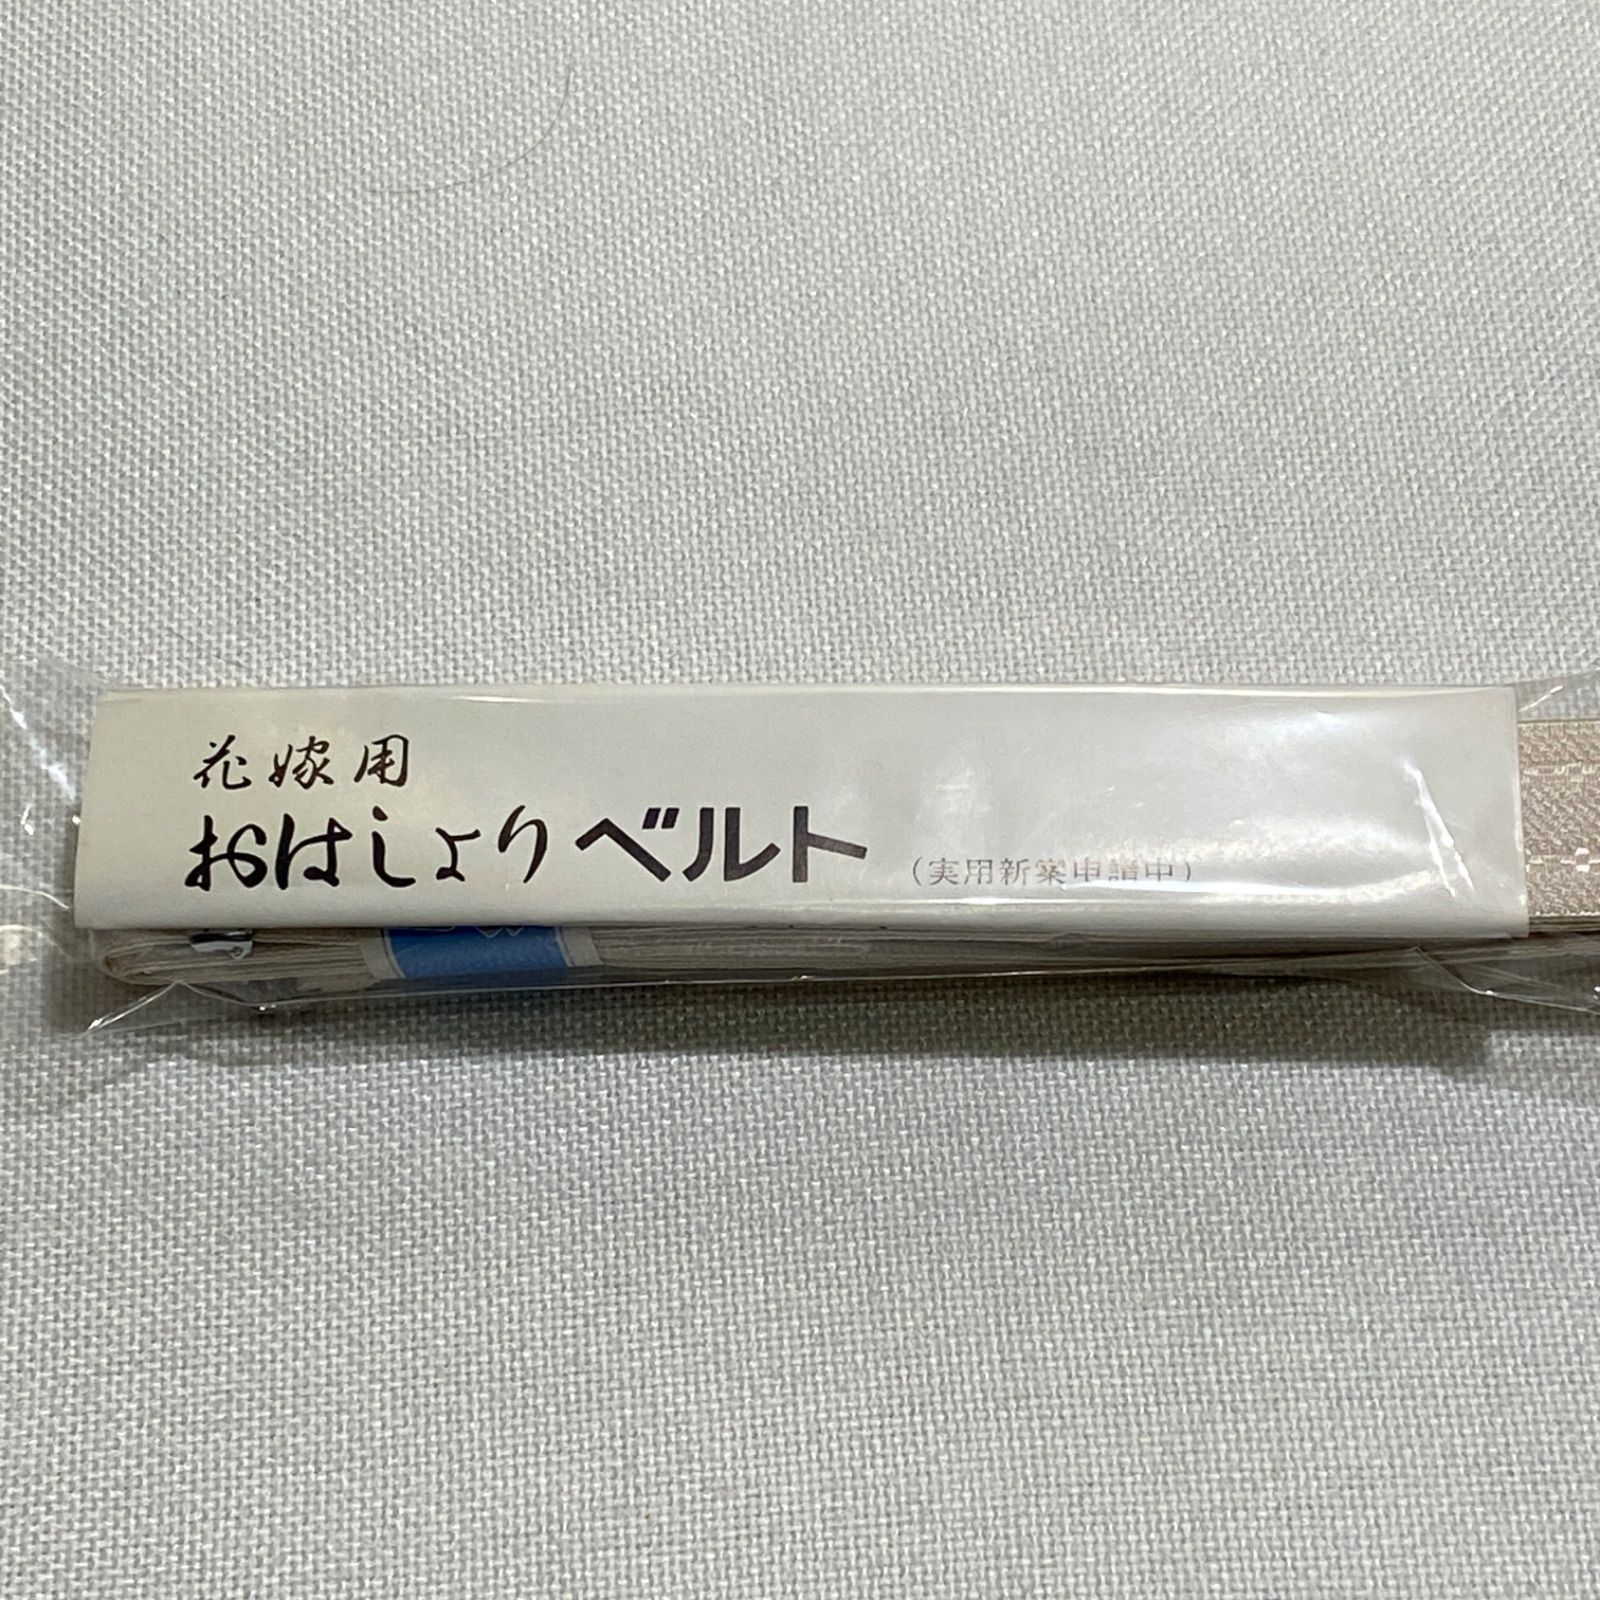 花嫁用
おはしょりベルト
(実用新案申請中)